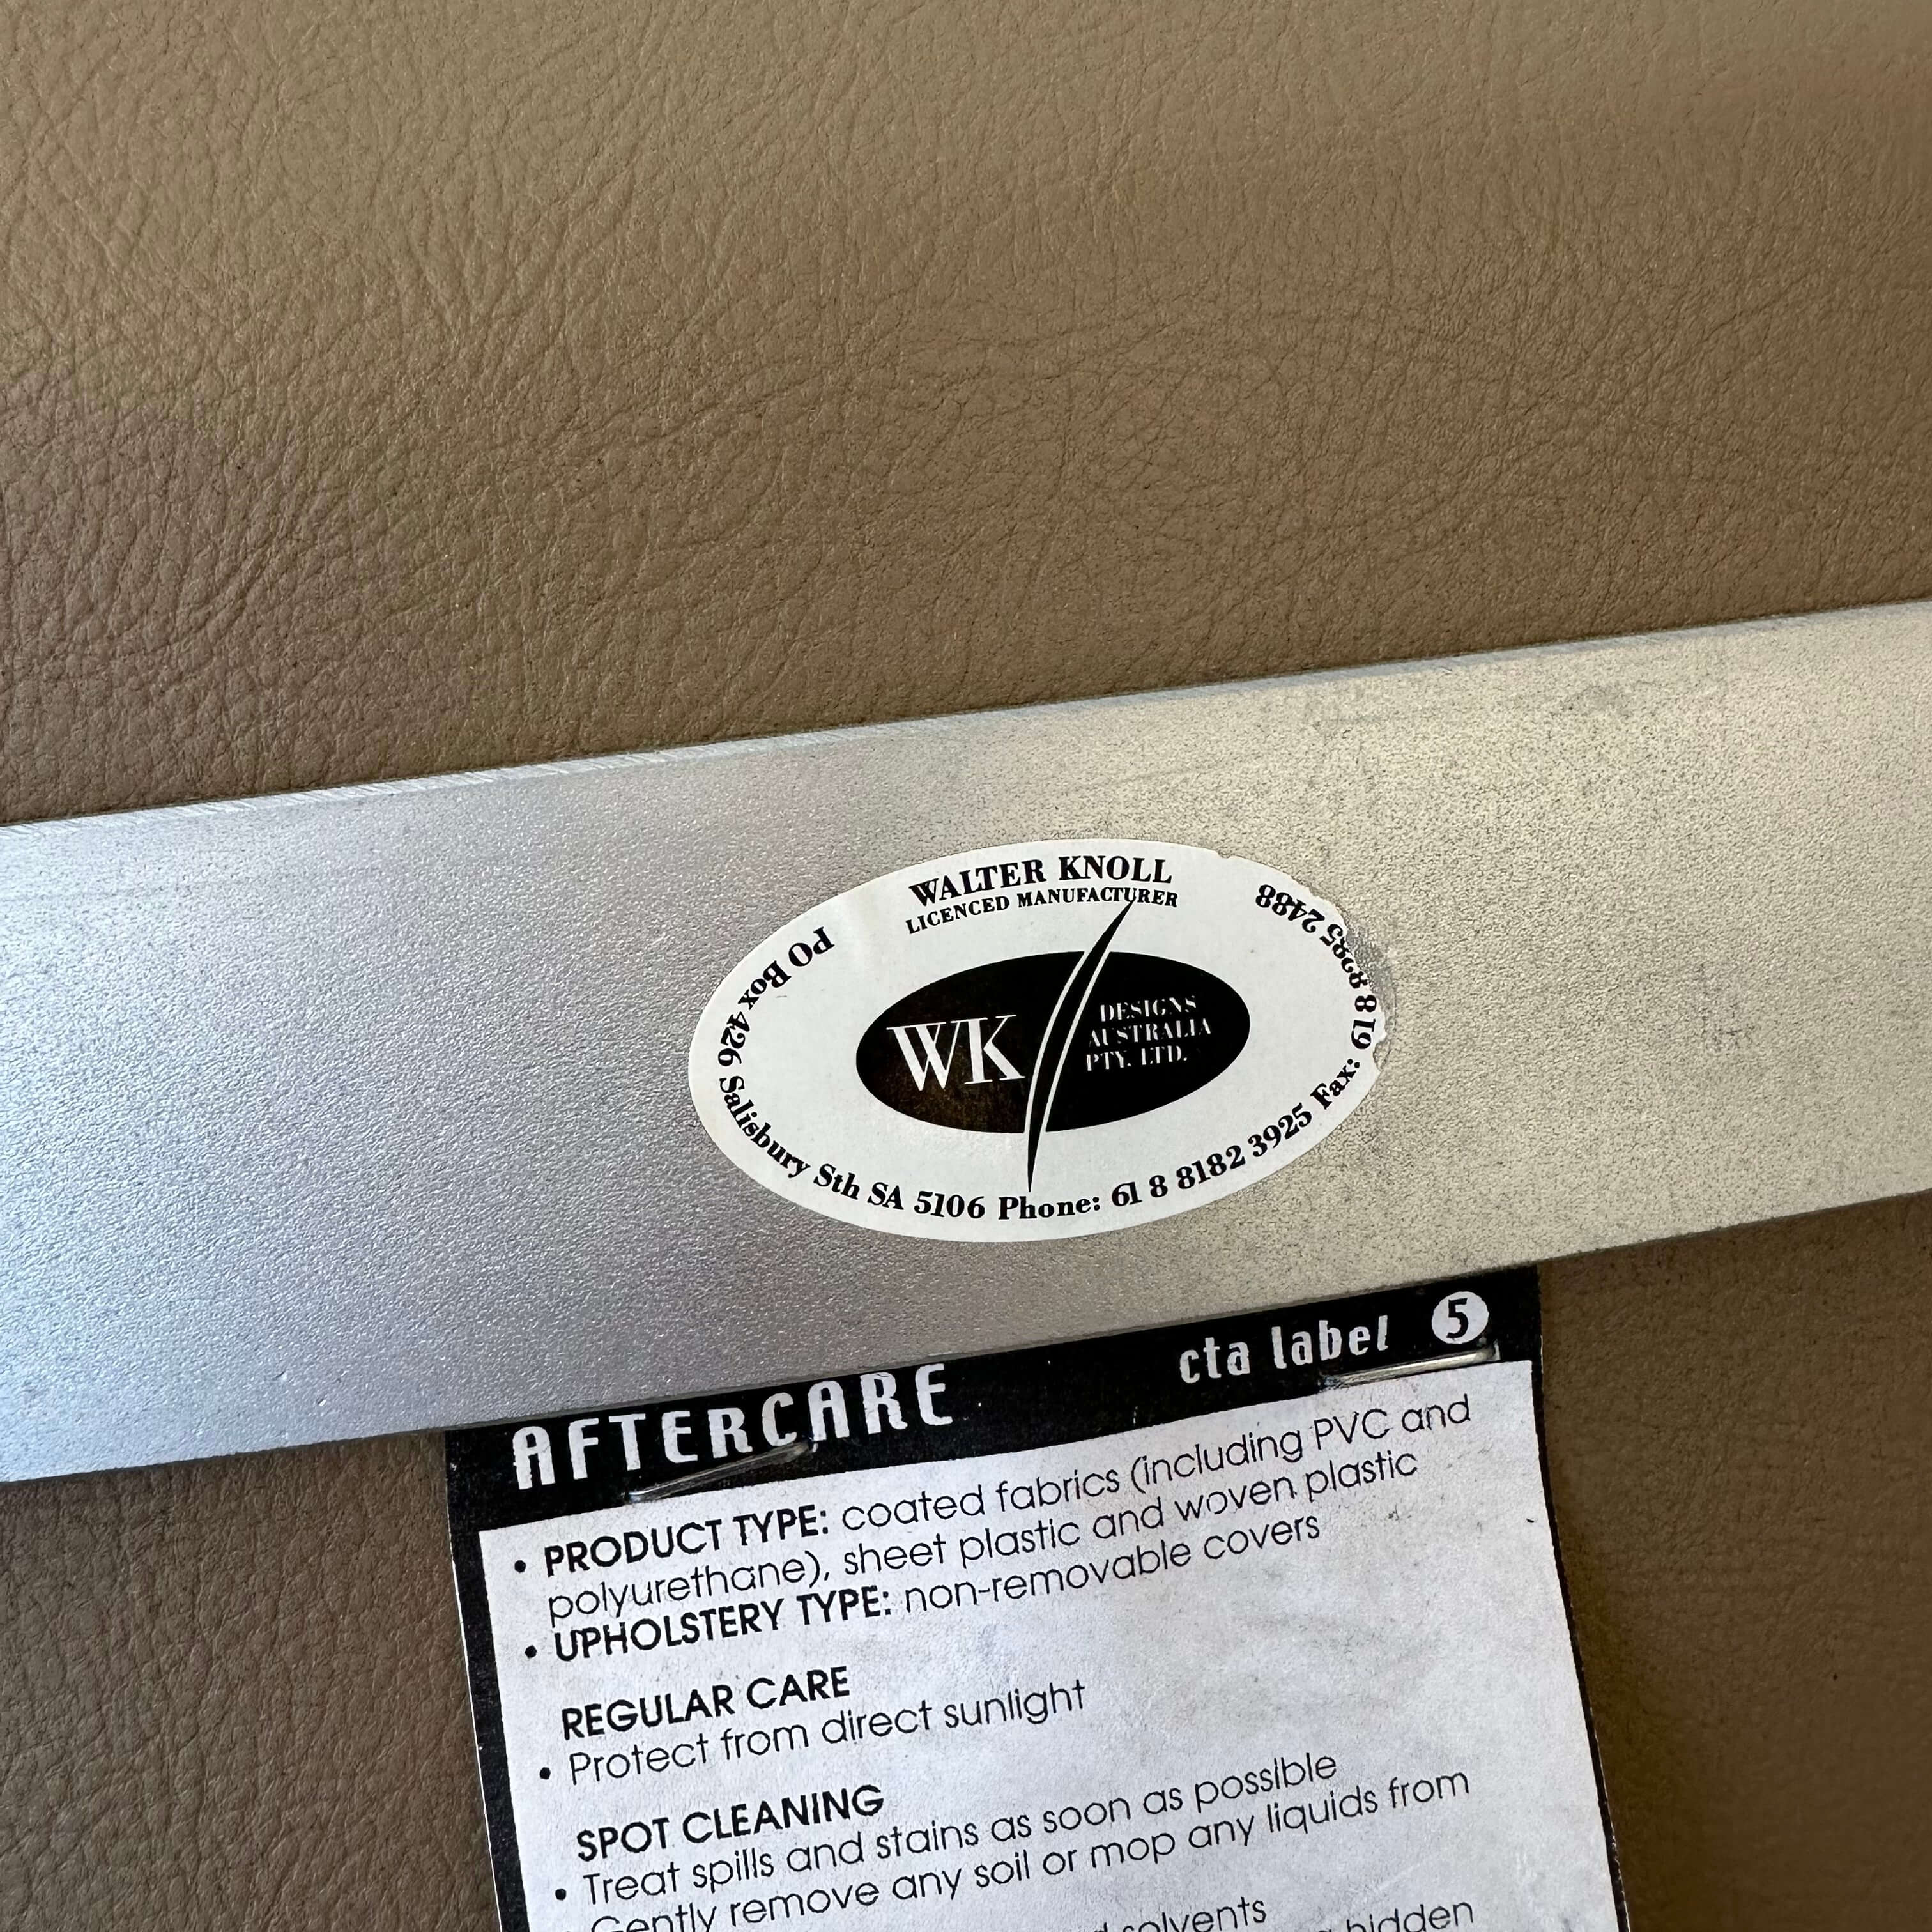 WALTER KNOLL
LICENCED MANUFACTURER
WK
DESIGNS
AUSTRALIA
PTY. LTD.
PO Box 426 Salisbury Sth SA 5106 Phone: 61 8 8182 3925 Fax: 61 8 8285 2488
AFTERCARE cta label 5
• PRODUCT TYPE: coated fabrics (including PVC and
polyurethane), sheet plastic and woven plastic
• UPHOLSTERY TYPE: non-removable covers
REGULAR CARE
• Protect from direct sunlight
SPOT CLEANING
• Treat spills and stains as soon as possible
Gently remove any soil or mop any liquids from
solvents
hidden